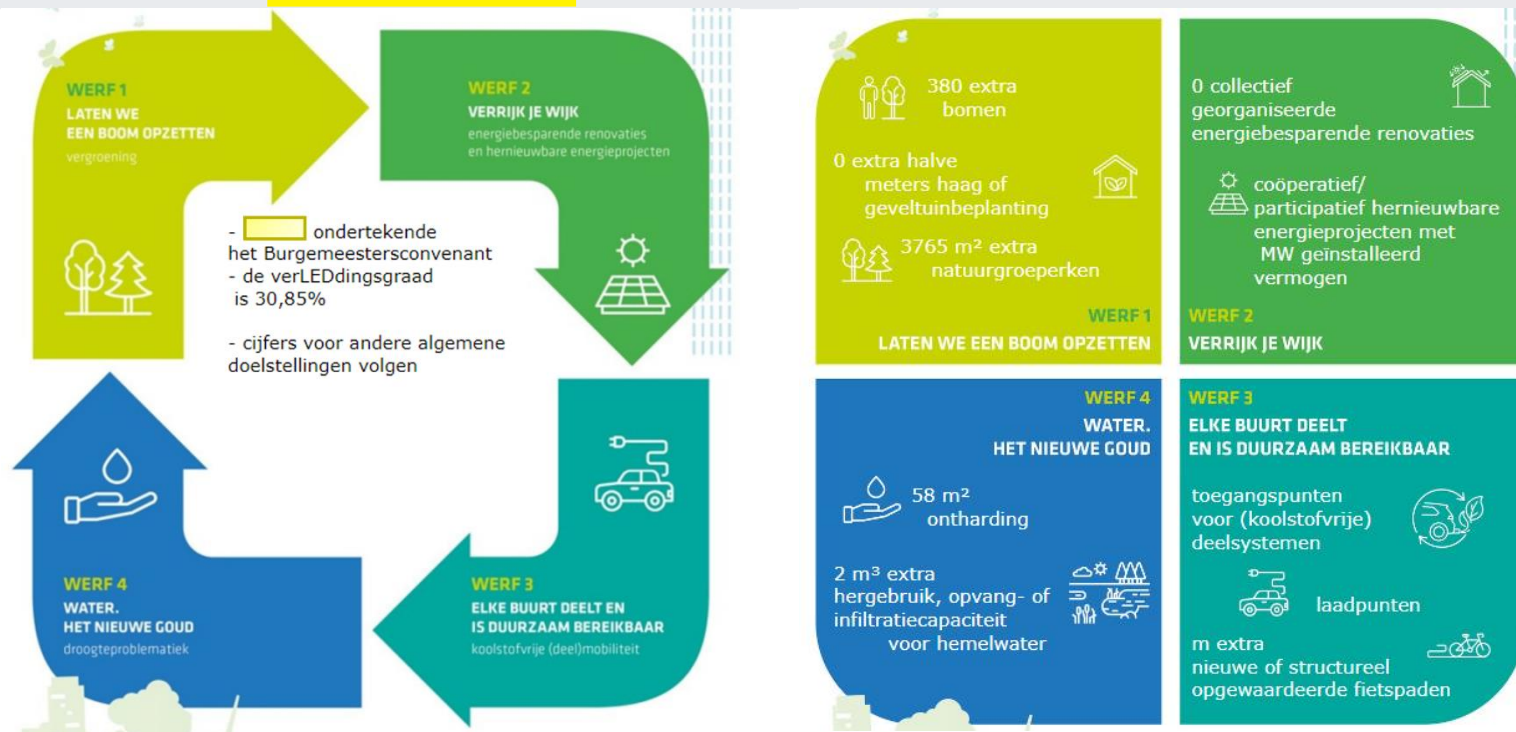 WERF 1
LATEN WE
EEN BOOM OPZETTEN
vergroening
WERF 2
VERRIJK JE WIJK
energiebesparende renovaties
en hernieuwbare energieprojecten
- ondertekende
het Burgemeestersconvenant
- de verLEDdingsgraad
is 30,85%
- cijfers voor andere algemene
doelstellingen volgen
WERF 4
WATER.
HET NIEUWE GOUD
droogteproblematiek
WERF 3
ELKE BUURT DEELT EN
IS DUURZAAM BEREIKBAAR
koolstofvrije (deel)mobiliteit
380 extra
bomen
0 extra halve
meters haag of
geveltuinbeplanting
3765 m² extra
natuurgroeperken
WERF 1
LATEN WE EEN BOOM OPZETTEN
0 collectief
georganiseerde
energiebesparende renovaties
coöperatief/
participatief hernieuwbare
energieprojecten met
MW geïnstalleerd
vermogen
WERF 2
VERRIJK JE WIJK
WERF 4
WATER.
HET NIEUWE GOUD
58 m²
ontharding
2 m³ extra
hergebruik, opvang- of
infiltratiecapaciteit
voor hemelwater
WERF 3
ELKE BUURT DEELT
EN IS DUURZAAM BEREIKBAAR
toegangspunten
voor (koolstofvrije)
deelsystemen
laadpunten
m extra
nieuwe of structureel
opgewaardeerde fietspaden